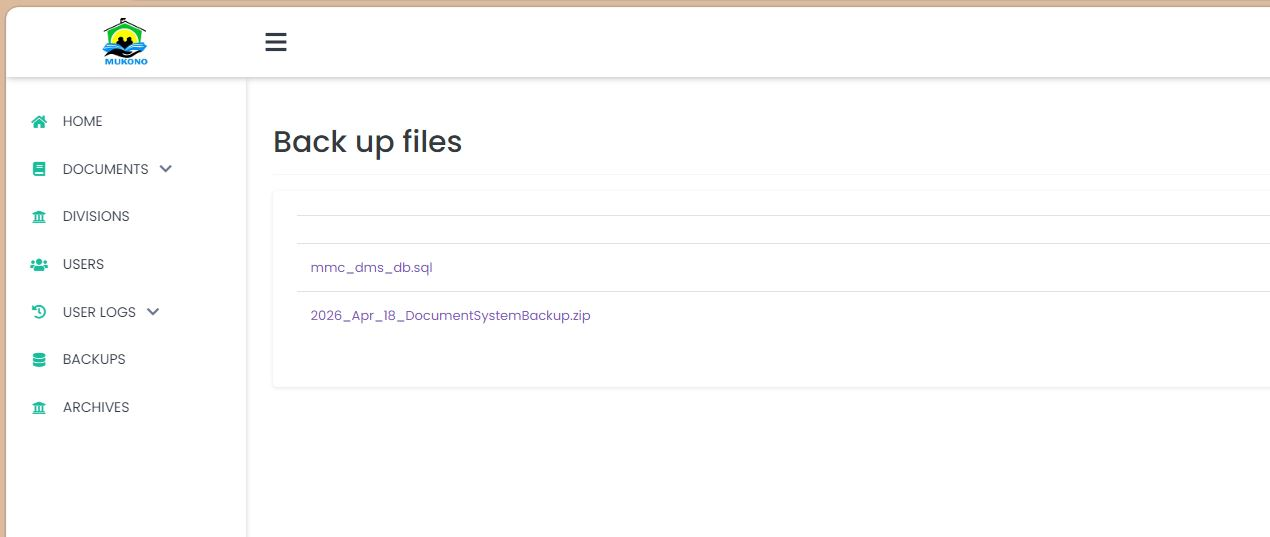 MUKONO
HOME
DOCUMENTS
DIVISIONS
USERS
USER LOGS
BACKUPS
ARCHIVES
Back up files
mmc_dms_db.sql
2026_Apr_18_DocumentSystemBackup.zip